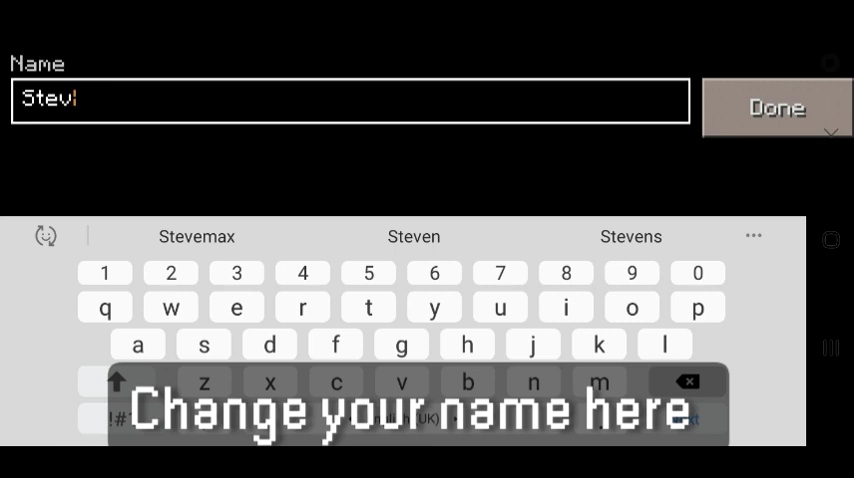 Name
Stev
Done
Stevemax Steven Stevens
1 2 3 4 5 6 7 8 9 0
q w e r t y u i o p
a s d f g h j k l
z x c v b n m
!#
Change your name here